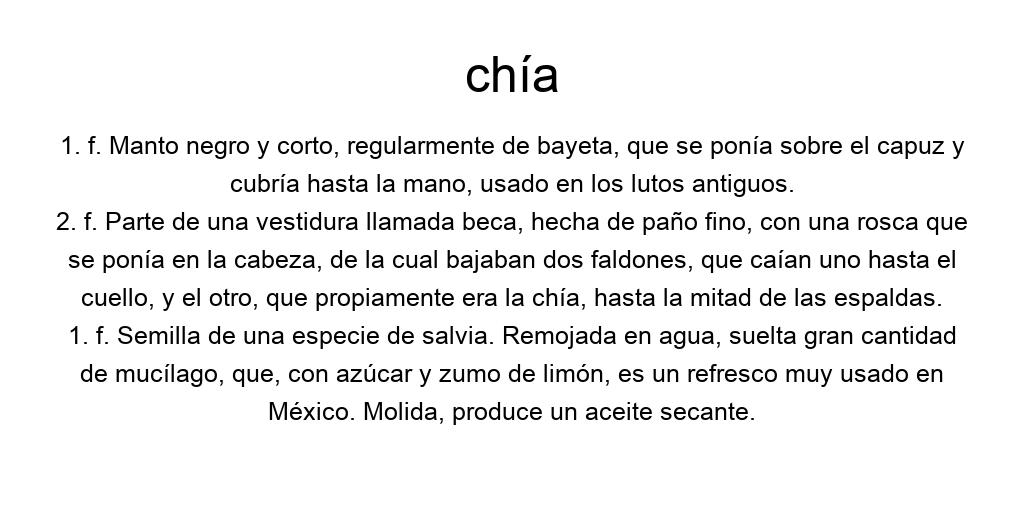 chía
1. f. Manto negro y corto, regularmente de bayeta, que se ponía sobre el capuz y
cubría hasta la mano, usado en los lutos antiguos.
2. f. Parte de una vestidura llamada beca, hecha de paño fino, con una rosca que
se ponía en la cabeza, de la cual bajaban dos faldones, que caían uno hasta el
cuello, y el otro, que propiamente era la chía, hasta la mitad de las espaldas.
1. f. Semilla de una especie de salvia. Remojada en agua, suelta gran cantidad
de mucílago, que, con azúcar y zumo de limón, es un refresco muy usado en
México. Molida, produce un aceite secante.